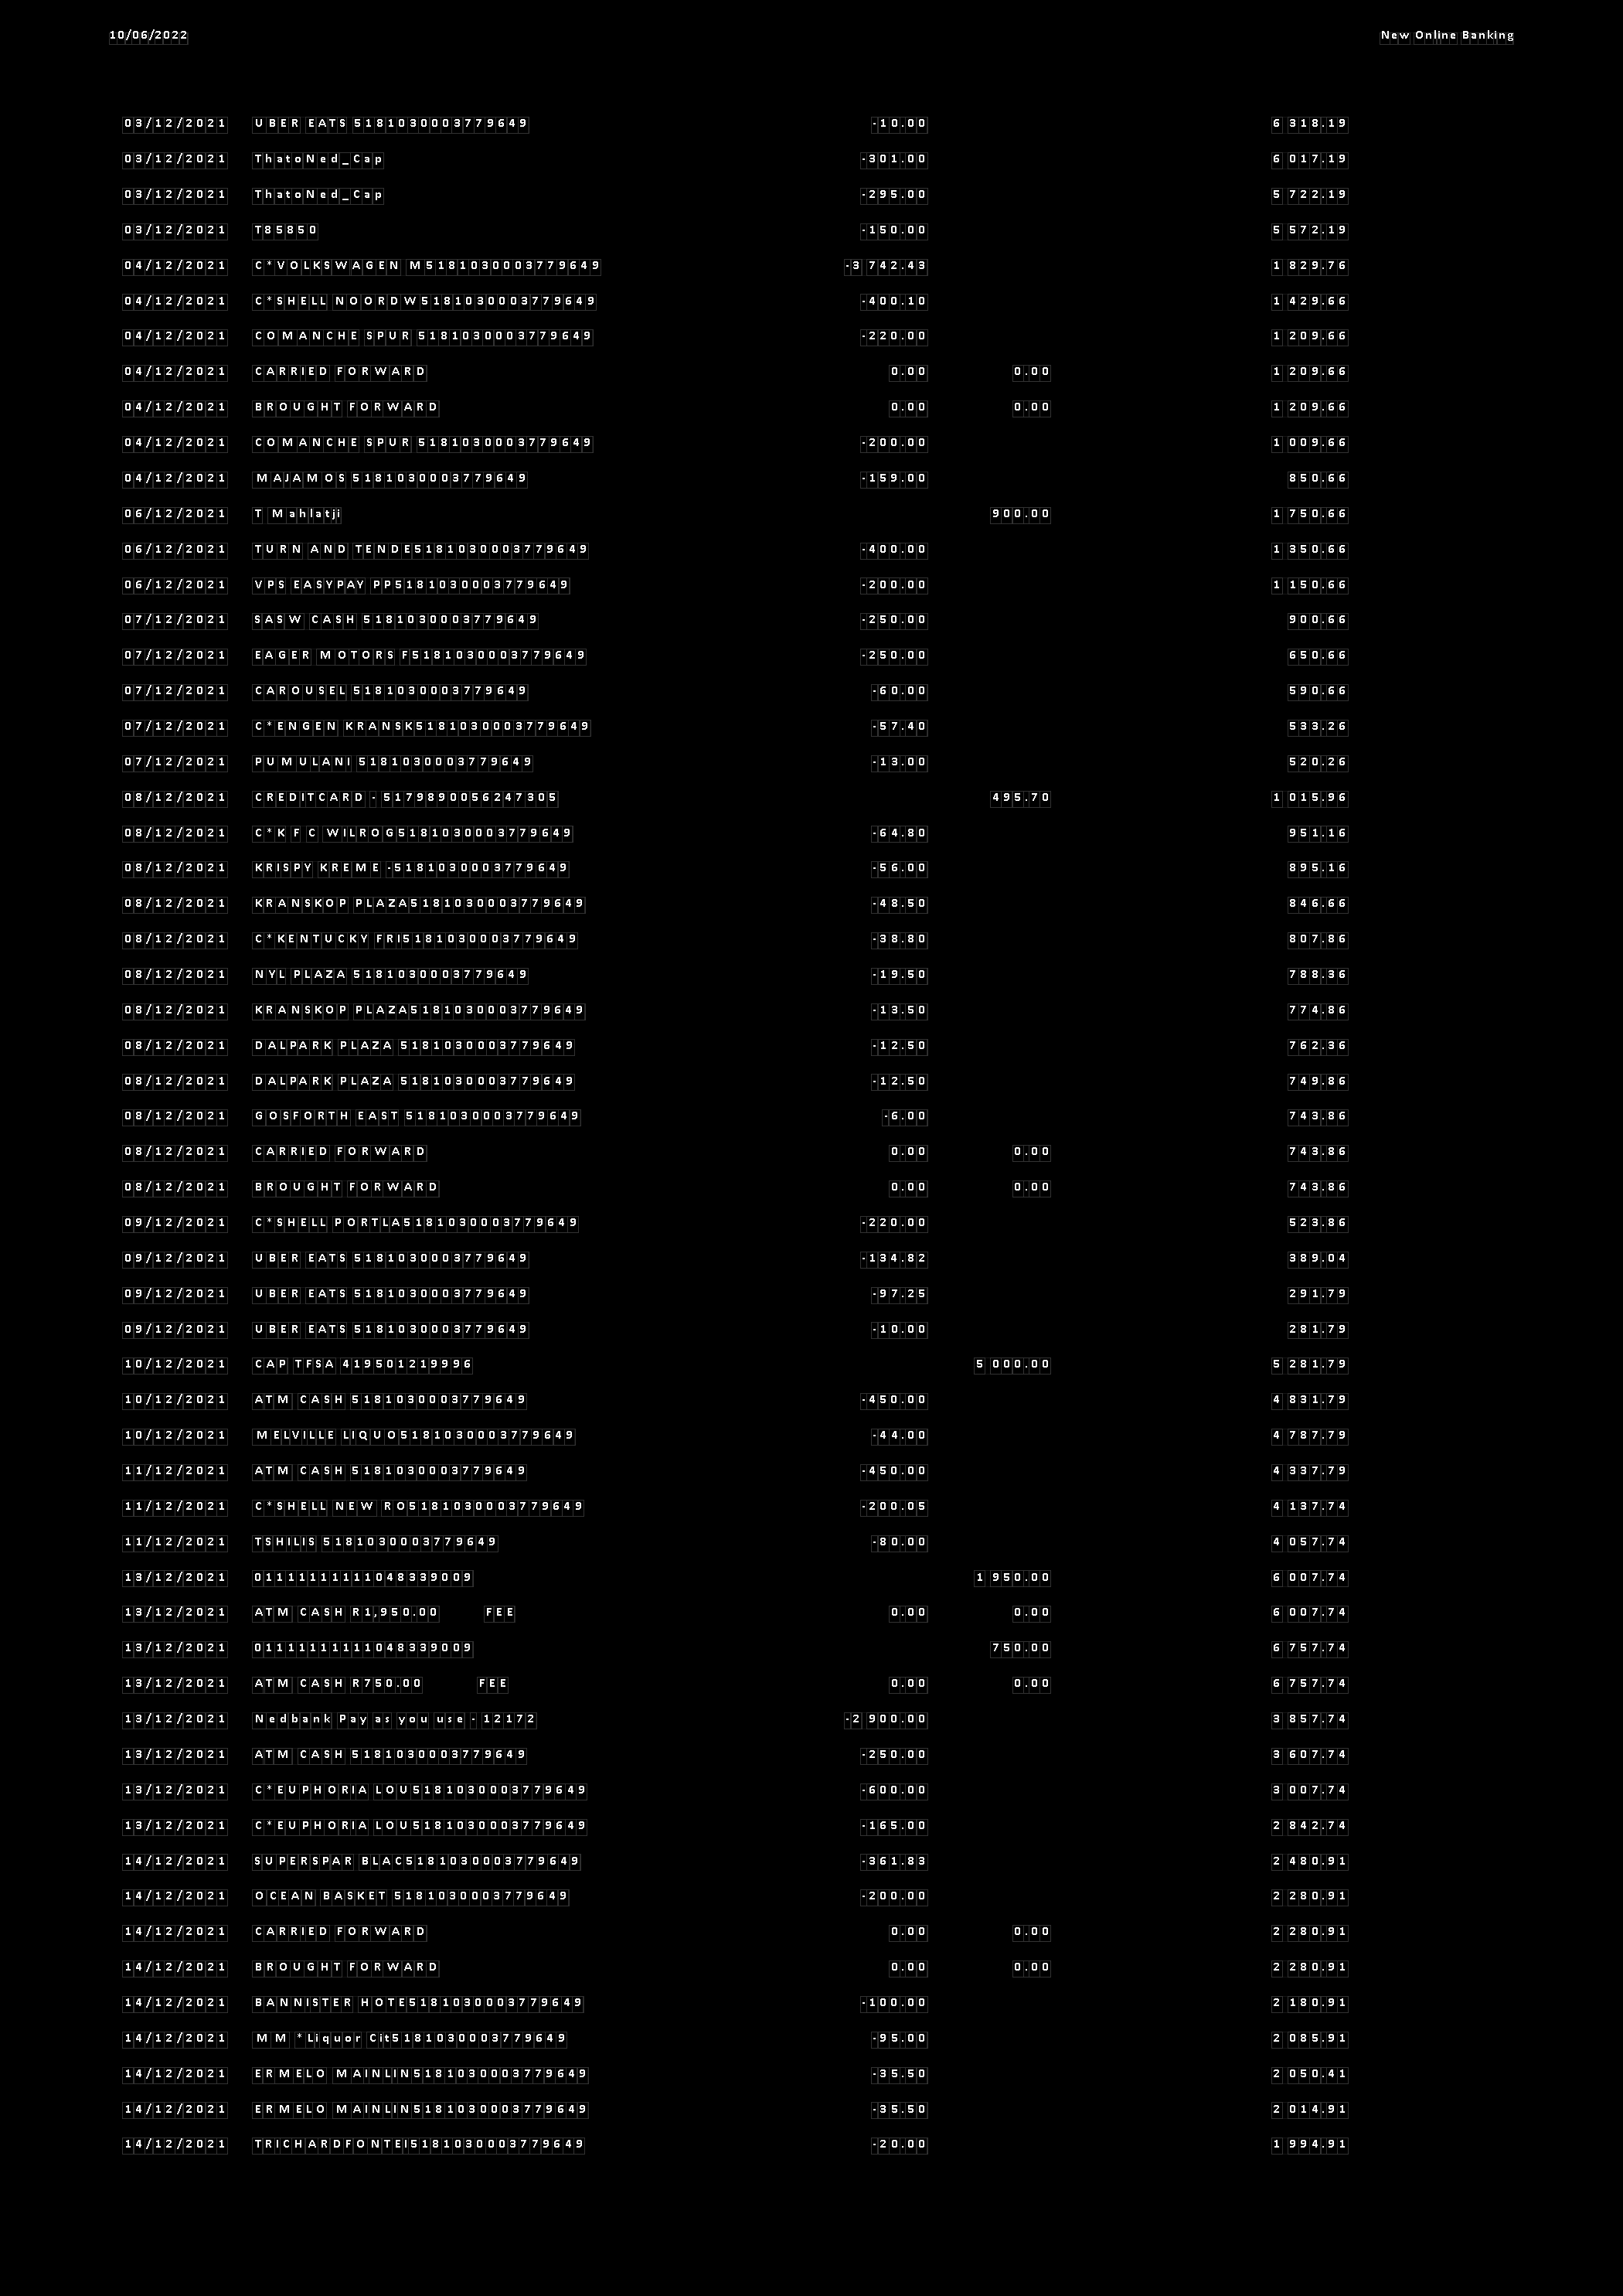 10/06/2022 New Online Banking
03/12/2021 UBER EATS 5181030003779649 -10.00 6 318.19
03/12/2021 ThatoNed_Cap -301.00 6 017.19
03/12/2021 ThatoNed_Cap -295.00 5 722.19
03/12/2021 T85850 -150.00 5 572.19
04/12/2021 C*VOLKSWAGEN M5181030003779649 -3 742.43 1 829.76
04/12/2021 C*SHELL NOORDW5181030003779649 -400.10 1 429.66
04/12/2021 COMANCHE SPUR 5181030003779649 -220.00 1 209.66
04/12/2021 CARRIED FORWARD 0.00 0.00 1 209.66
04/12/2021 BROUGHT FORWARD 0.00 0.00 1 209.66
04/12/2021 COMANCHE SPUR 5181030003779649 -200.00 1 009.66
04/12/2021 MAJAMOS 5181030003779649 -159.00 850.66
06/12/2021 T Mahlatji 900.00 1 750.66
06/12/2021 TURN AND TENDE5181030003779649 -400.00 1 350.66
06/12/2021 VPS EASYPAY PP5181030003779649 -200.00 1 150.66
07/12/2021 SASW CASH 5181030003779649 -250.00 900.66
07/12/2021 EAGER MOTORS F5181030003779649 -250.00 650.66
07/12/2021 CAROUSEL 5181030003779649 -60.00 590.66
07/12/2021 C*ENGEN KRANSK5181030003779649 -57.40 533.26
07/12/2021 PUMULANI 5181030003779649 -13.00 520.26
08/12/2021 CREDITCARD - 5179890056247305 495.70 1 015.96
08/12/2021 C*K F C WILROG5181030003779649 -64.80 951.16
08/12/2021 KRISPY KREME -5181030003779649 -56.00 895.16
08/12/2021 KRANSKOP PLAZA5181030003779649 -48.50 846.66
08/12/2021 C*KENTUCKY FRI5181030003779649 -38.80 807.86
08/12/2021 NYL PLAZA 5181030003779649 -19.50 788.36
08/12/2021 KRANSKOP PLAZA5181030003779649 -13.50 774.86
08/12/2021 DALPARK PLAZA 5181030003779649 -12.50 762.36
08/12/2021 DALPARK PLAZA 5181030003779649 -12.50 749.86
08/12/2021 GOSFORTH EAST 5181030003779649 -6.00 743.86
08/12/2021 CARRIED FORWARD 0.00 0.00 743.86
08/12/2021 BROUGHT FORWARD 0.00 0.00 743.86
09/12/2021 C*SHELL PORTLA5181030003779649 -220.00 523.86
09/12/2021 UBER EATS 5181030003779649 -134.82 389.04
09/12/2021 UBER EATS 5181030003779649 -97.25 291.79
09/12/2021 UBER EATS 5181030003779649 -10.00 281.79
10/12/2021 CAP TFSA 419501219996 5 000.00 5 281.79
10/12/2021 ATM CASH 5181030003779649 -450.00 4 831.79
10/12/2021 MELVILLE LIQUO5181030003779649 -44.00 4 787.79
11/12/2021 ATM CASH 5181030003779649 -450.00 4 337.79
11/12/2021 C*SHELL NEW RO5181030003779649 -200.05 4 137.74
11/12/2021 TSHILIS 5181030003779649 -80.00 4 057.74
13/12/2021 01111111111048339009 1 950.00 6 007.74
13/12/2021 ATM CASH R1,950.00 FEE 0.00 0.00 6 007.74
13/12/2021 01111111111048339009 750.00 6 757.74
13/12/2021 ATM CASH R750.00 FEE 0.00 0.00 6 757.74
13/12/2021 Nedbank Pay as you use - 12172 -2 900.00 3 857.74
13/12/2021 ATM CASH 5181030003779649 -250.00 3 607.74
13/12/2021 C*EUPHORIA LOU5181030003779649 -600.00 3 007.74
13/12/2021 C*EUPHORIA LOU5181030003779649 -165.00 2 842.74
14/12/2021 SUPERSPAR BLAC5181030003779649 -361.83 2 480.91
14/12/2021 OCEAN BASKET 5181030003779649 -200.00 2 280.91
14/12/2021 CARRIED FORWARD 0.00 0.00 2 280.91
14/12/2021 BROUGHT FORWARD 0.00 0.00 2 280.91
14/12/2021 BANNISTER HOTE5181030003779649 -100.00 2 180.91
14/12/2021 MM *Liquor Cit5181030003779649 -95.00 2 085.91
14/12/2021 ERMELO MAINLIN5181030003779649 -35.50 2 050.41
14/12/2021 ERMELO MAINLIN5181030003779649 -35.50 2 014.91
14/12/2021 TRICHARDFONTEI5181030003779649 -20.00 1 994.91